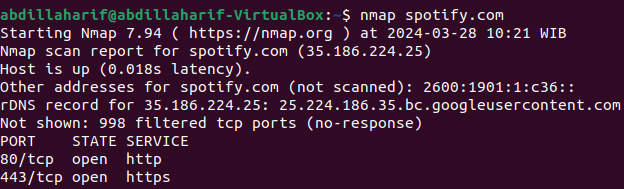 abdillaharif@abdillaharif-VirtualBox:~$ nmap spotify.com
Starting Nmap 7.94 ( https://nmap.org ) at 2024-03-28 10:21 WIB
Nmap scan report for spotify.com (35.186.224.25)
Host is up (0.018s latency).
Other addresses for spotify.com (not scanned): 2600:1901:1:c36::
rDNS record for 35.186.224.25: 25.224.186.35.bc.googleusercontent.com
Not shown: 998 filtered tcp ports (no-response)
PORT    STATE SERVICE
80/tcp  open  http
443/tcp open  https